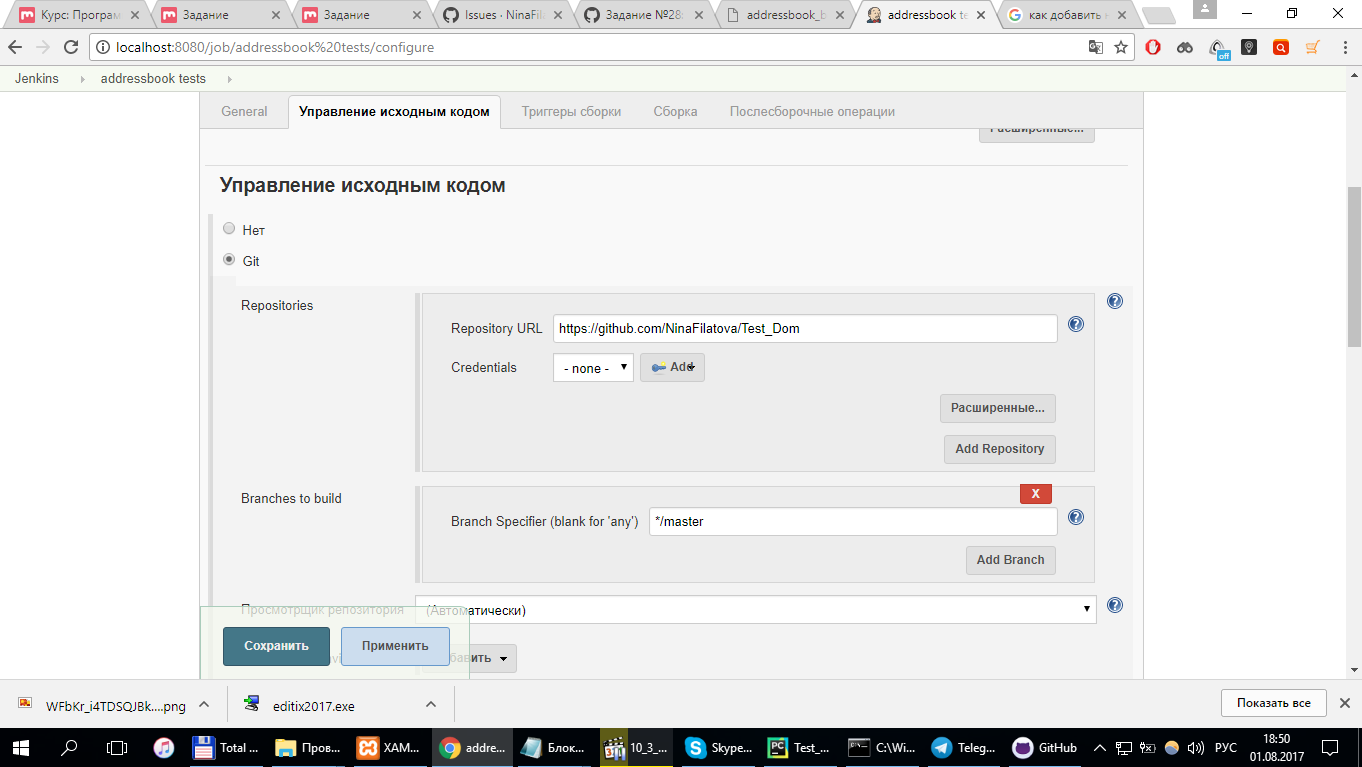 Курс: Програм
Задание
Задание
Issues · NinaFil
Задание №28
addressbook_b
addressbook te
как добавить н
localhost:8080/job/addressbook%20tests/configure
off
Jenkins
addressbook tests
General
Управление исходным кодом
Триггеры сборки
Сборка
Послесборочные операции
Расширенные...
Управление исходным кодом
Нет
Git
Repositories
Repository URL
https://github.com/NinaFilatova/Test_Dom
Credentials
- none -
Add
Расширенные...
Add Repository
Branches to build
X
Branch Specifier (blank for 'any')
*/master
Add Branch
Просмотрщик репозитория
(Автоматически)
Сохранить
Применить
WFbKr_i4TDSQJBk....png
editix2017.exe
Показать все
Total ...
Пров...
XAM...
addre...
Блок...
10_3_...
Skype...
Test_...
C:\Wi...
Teleg...
GitHub
РУС
18:50
01.08.2017